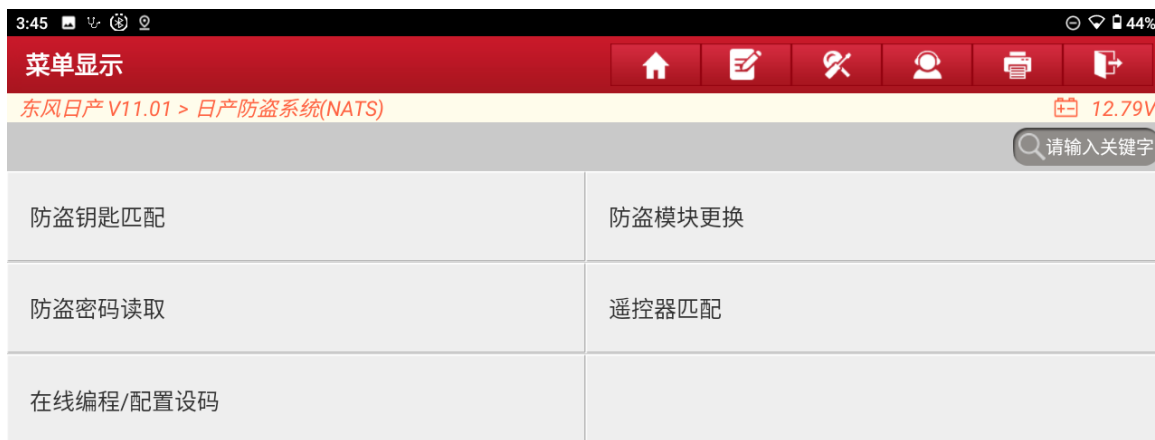 3:45 44%
菜单显示
东风日产 V11.01 > 日产防盗系统(NATS) 12.79V
请输入关键字
防盗钥匙匹配 防盗模块更换
防盗密码读取 遥控器匹配
在线编程/配置设码